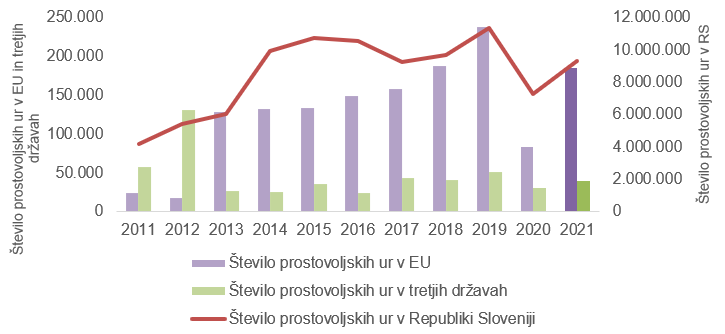 Število prostovoljskih ur v EU in tretjih
državah
250.000
200.000
150.000
100.000
50.000
0
12.000.000
10.000.000
8.000.000
6.000.000
4.000.000
2.000.000
0
Število prostovoljskih ur v RS
2011 2012 2013 2014 2015 2016 2017 2018 2019 2020 2021
Število prostovoljskih ur v EU
Število prostovoljskih ur v tretjih državah
Število prostovoljskih ur v Republiki Sloveniji